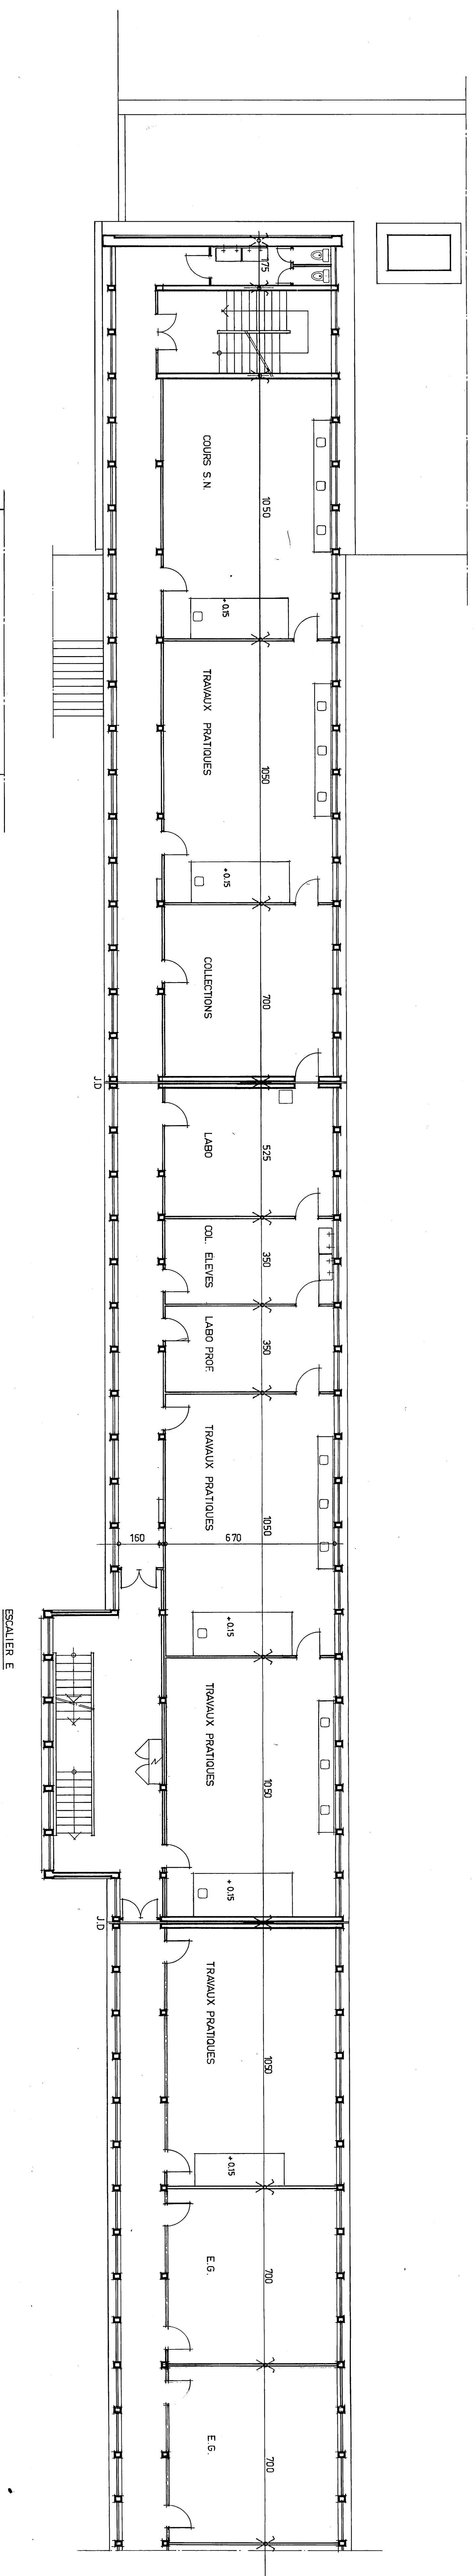 175
COURS S.N.
1050
+ 0.15
TRAVAUX PRATIQUES
1050
+ 0.15
COLLECTIONS
700
J.D
LABO
525
COL. ELEVES
350
LABO PROF.
350
TRAVAUX PRATIQUES
1050
160
670
+ 0.15
ESCALIER E
TRAVAUX PRATIQUES
1050
+ 0.15
J.D
TRAVAUX PRATIQUES
1050
+ 0.15
E.G.
700
E.G.
700